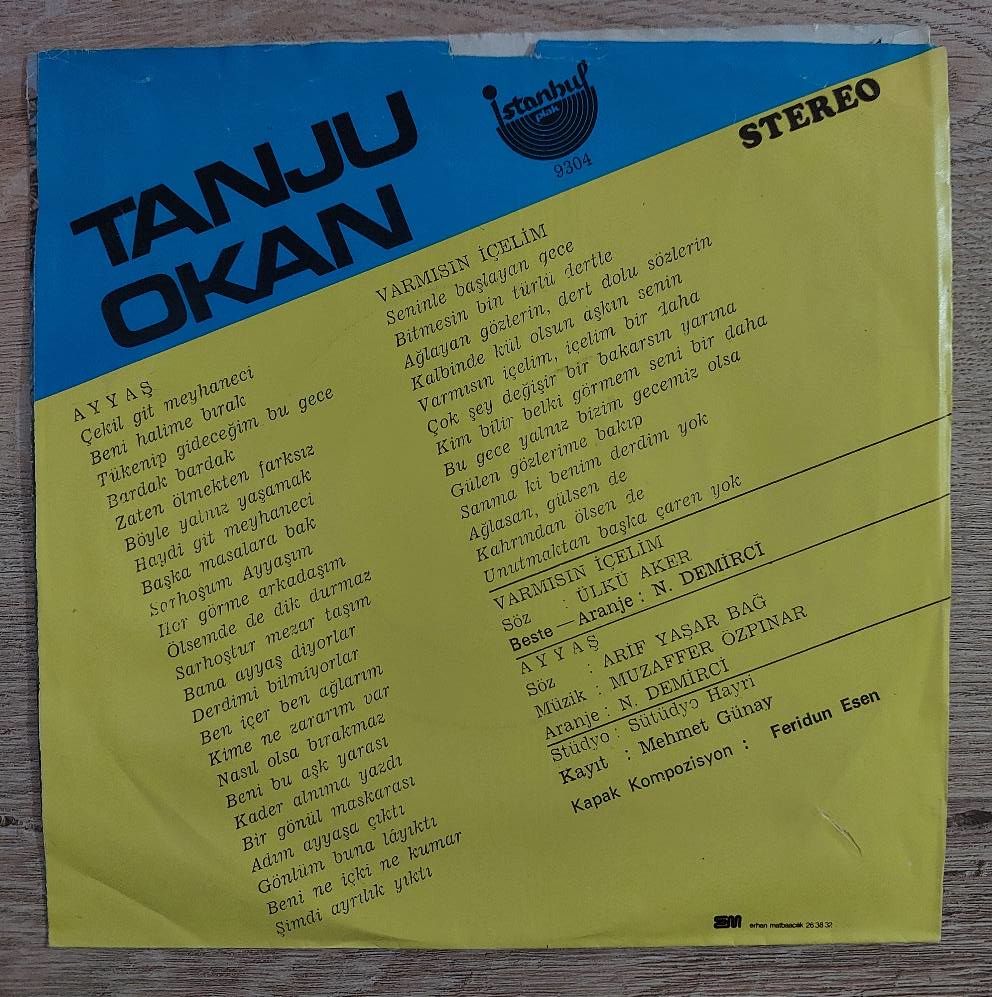 TANJU
OKAN
İstanbul
plak
9304
STEREO
AYYAŞ
Çekil git meyhaneci
Beni halime bırak
Tükenip gideceğim bu gece
Bardak bardak
Zaten ölmekten farksız
Böyle yalnız yaşamak
Haydi git meyhaneci
Başka masalara bak
Sarhoşum Ayyaşım
Hor görme arkadaşım
Ölsemde de dik durmaz
Sarhoştur mezar taşım
Bana ayyaş diyorlar
Derdimi bilmiyorlar
Ben içer ben ağlarım
Kime ne zararım var
Nasıl olsa bırakmaz
Beni bu aşk yarası
Kader alnıma yazdı
Bir gönül maskarası
Adım ayyaşa çıktı
Gönlüm buna lâyıktı
Beni ne içki ne kumar
Şimdi ayrılık yıktı
VARMISIN İÇELİM
Seninle başlayan gece
Bitmesin bin türlü dertle
Ağlayan gözlerin, dert dolu sözlerin
Kalbinde kül olsun aşkın senin
Varmısın içelim, içelim bir daha
Çok şey değişir bir bakarsın yarına
Kim bilir belki görmem seni bir daha
Bu gece yalnız bizim gecemiz olsa
Gülen gözlerime bakıp
Sanma ki benim derdim yok
Ağlasan, gülsen de
Kahrından ölsen de
Unutmaktan başka çaren yok
VARMISIN İÇELİM
Söz : ÜLKÜ AKER
Beste — Aranje : N. DEMİRCİ
AYYAŞ
Söz : ARİF YAŞAR BAĞ
Müzik : MUZAFFER ÖZPINAR
Aranje : N. DEMİRCİ
Stüdyo : Sütüdyo Hayri
Kayıt : Mehmet Günay
Kapak Kompozisyon : Feridun Esen
erhan matbaacılık 26 38 32